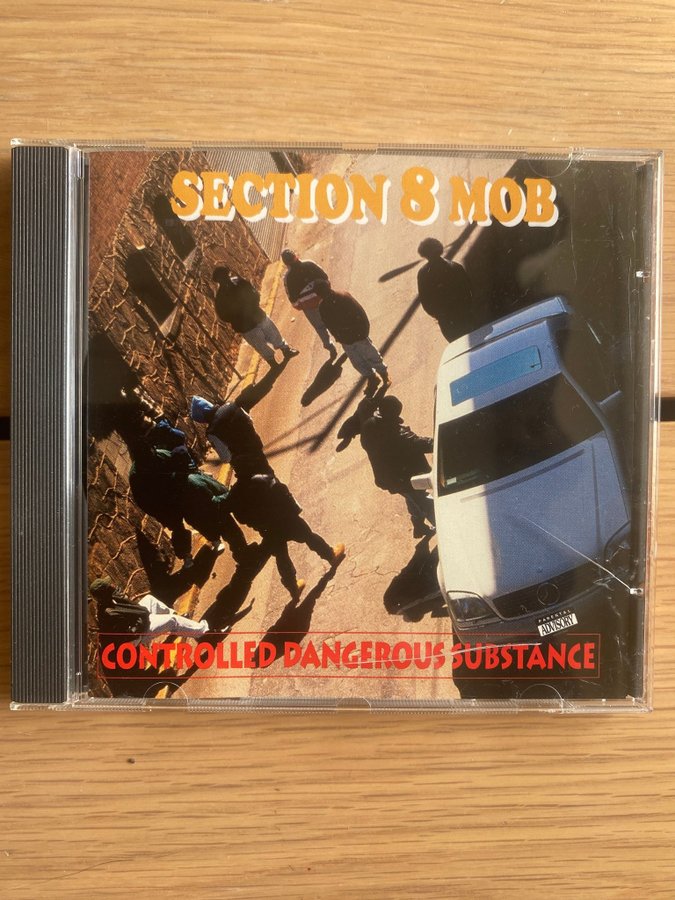 SECTION 8 MOB
PARENTAL
ADVISORY
CONTROLLED DANGEROUS SUBSTANCE